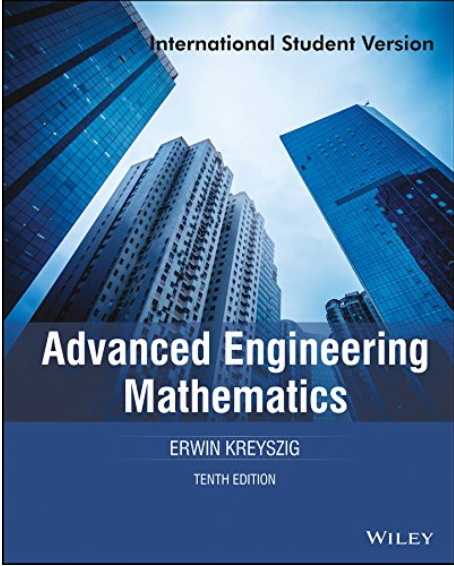 International Student Version
Advanced Engineering
Mathematics
ERWIN KREYSZIG
TENTH EDITION
WILEY